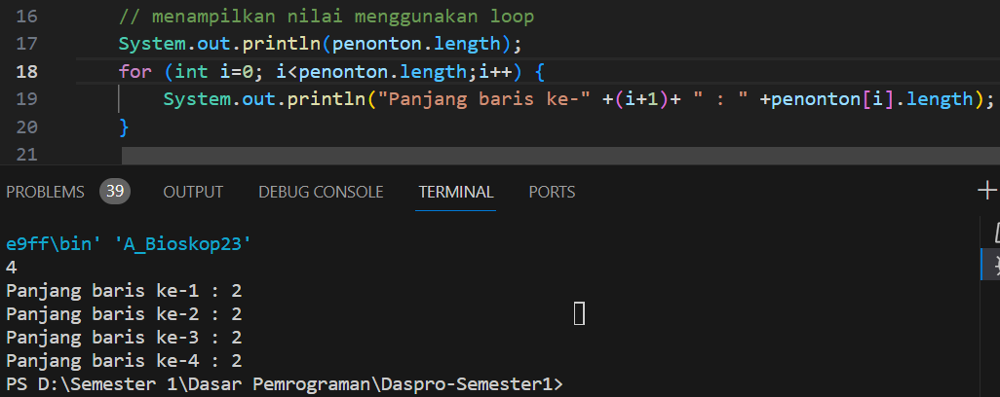 16 // menampilkan nilai menggunakan loop
17 System.out.println(penonton.length);
18 for (int i=0; i<penonton.length;i++) {
19 System.out.println("Panjang baris ke-" +(i+1)+ " : " +penonton[i].length);
20 }
21
PROBLEMS 39 OUTPUT DEBUG CONSOLE TERMINAL PORTS
e9ff\bin' 'A_Bioskop23'
4
Panjang baris ke-1 : 2
Panjang baris ke-2 : 2
Panjang baris ke-3 : 2
Panjang baris ke-4 : 2
PS D:\Semester 1\Dasar Pemrograman\Daspro-Semester1>